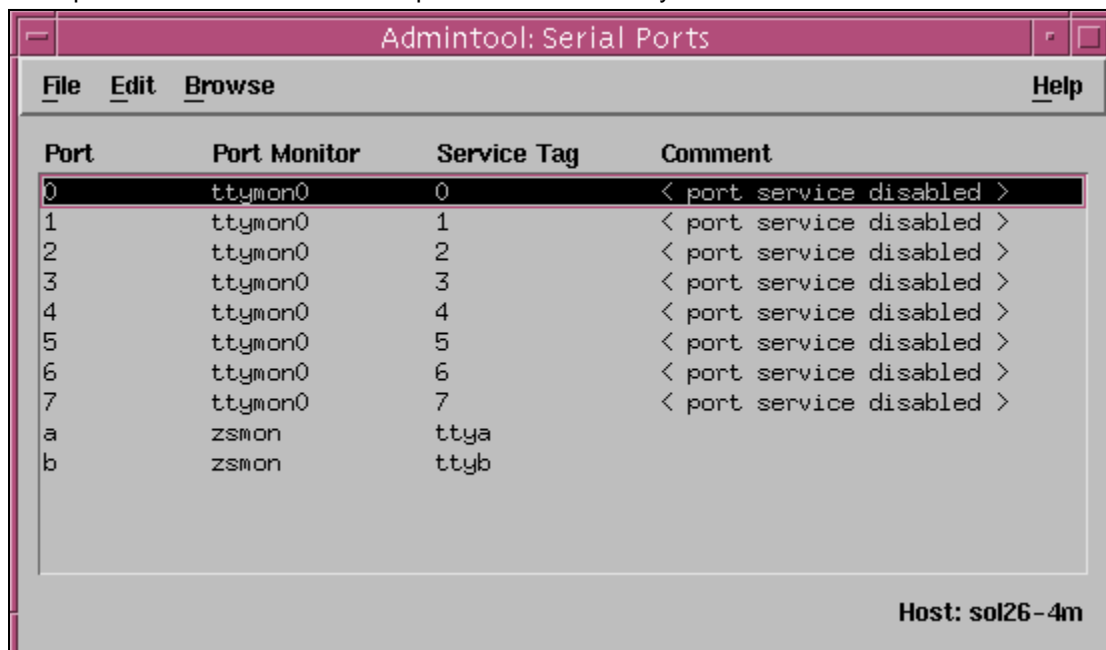 Admintool: Serial Ports
File Edit Browse Help
Port Port Monitor Service Tag Comment
0 ttymon0 0 < port service disabled >
1 ttymon0 1 < port service disabled >
2 ttymon0 2 < port service disabled >
3 ttymon0 3 < port service disabled >
4 ttymon0 4 < port service disabled >
5 ttymon0 5 < port service disabled >
6 ttymon0 6 < port service disabled >
7 ttymon0 7 < port service disabled >
a zsmon ttya
b zsmon ttyb
Host: sol26-4m